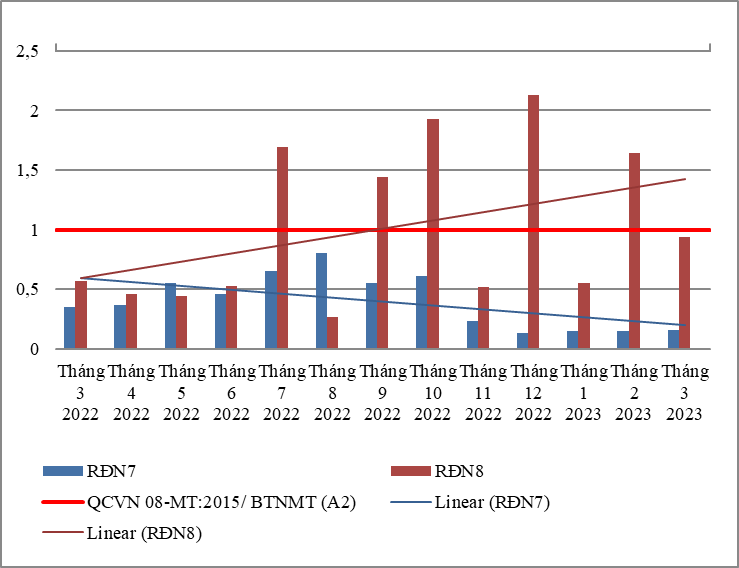 2,5
2
1,5
1
0,5
0
Tháng Tháng Tháng Tháng Tháng Tháng Tháng Tháng Tháng Tháng Tháng Tháng Tháng
3 4 5 6 7 8 9 10 11 12 1 2 3
2022 2022 2022 2022 2022 2022 2022 2022 2022 2022 2023 2023 2023
RĐN7 RĐN8
QCVN 08-MT:2015/ BTNMT (A2) Linear (RĐN7)
Linear (RĐN8)